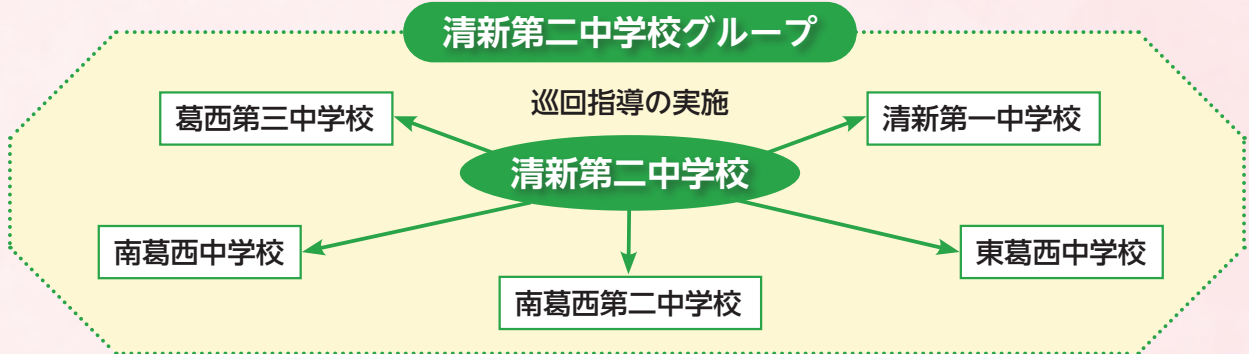 清新第二中学校グループ
巡回指導の実施
葛西第三中学校
清新第一中学校
清新第二中学校
南葛西中学校
東葛西中学校
南葛西第二中学校